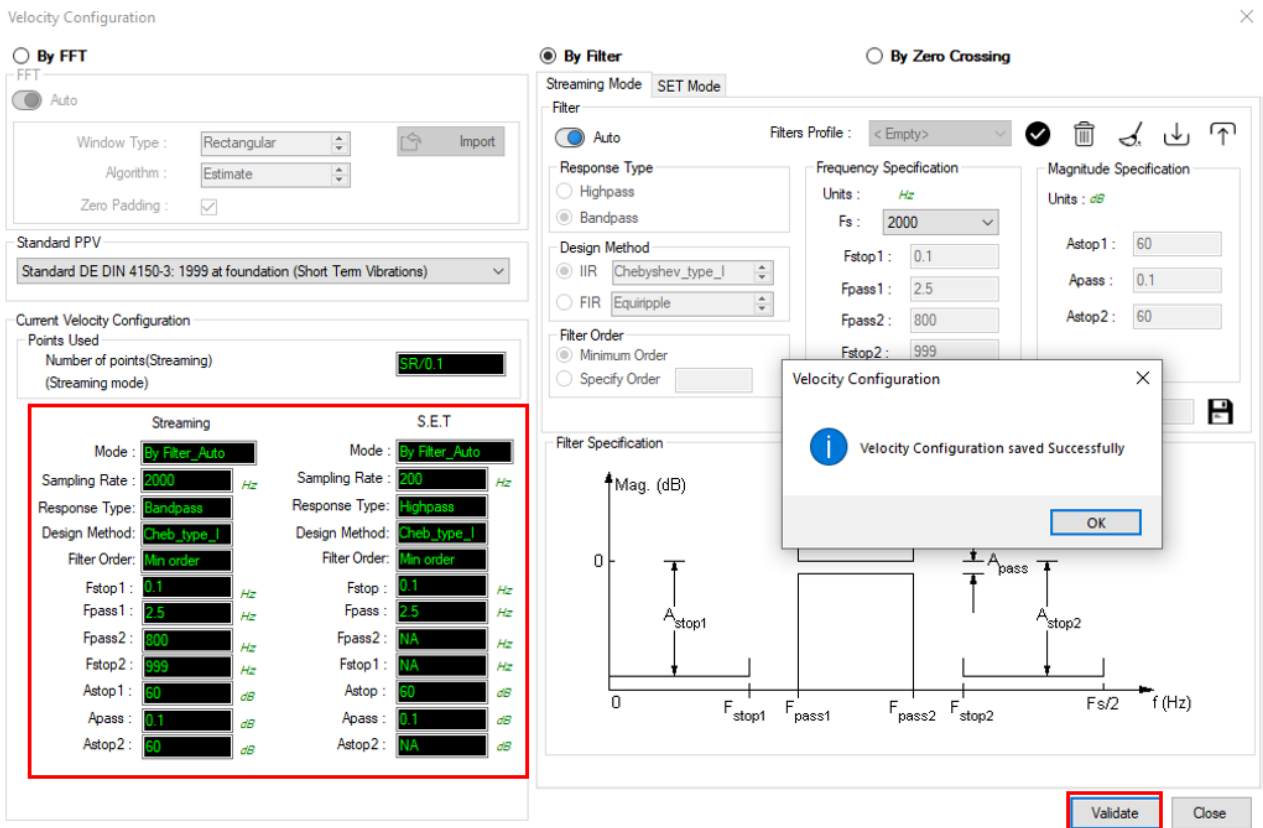 Velocity Configuration
By FFT
By Filter
By Zero Crossing
FFT
Auto
Window Type : Rectangular
Import
Algorithm : Estimate
Zero Padding :
Standard PPV
Standard DE DIN 4150-3: 1999 at foundation (Short Term Vibrations)
Current Velocity Configuration
Points Used
Number of points(Streaming)
SR/0.1
(Streaming mode)
Streaming
S.E.T
Mode : By Filter_Auto
Mode : By Filter_Auto
Sampling Rate : 2000 Hz
Sampling Rate : 200 Hz
Response Type: Bandpass
Response Type: Highpass
Design Method: Cheb_type_I
Design Method: Cheb_type_I
Filter Order: Min order
Filter Order: Min order
Fstop1 : 0.1 Hz
Fstop : 0.1 Hz
Fpass1 : 2.5 Hz
Fpass : 2.5 Hz
Fpass2 : 800 Hz
Fpass2 : NA Hz
Fstop2 : 999 Hz
Fstop1 : NA Hz
Astop1 : 60 dB
Astop : 60 dB
Apass : 0.1 dB
Apass : 0.1 dB
Astop2 : 60 dB
Astop2 : NA dB
Streaming Mode
SET Mode
Filter
Auto
Filters Profile : < Empty>
Response Type
Highpass
Bandpass
Design Method
IIR Chebyshev_type_I
FIR Equiripple
Filter Order
Minimum Order
Specify Order
Frequency Specification
Units : Hz
Fs : 2000
Fstop1 : 0.1
Fpass1 : 2.5
Fpass2 : 800
Fstop2 : 999
Magnitude Specification
Units : dB
Astop1 : 60
Apass : 0.1
Astop2 : 60
Velocity Configuration
Velocity Configuration saved Successfully
OK
Filter Specification
Mag. (dB)
0
Apass
Astop1
Astop2
0
Fstop1
Fpass1
Fpass2
Fstop2
Fs/2
f (Hz)
Validate
Close